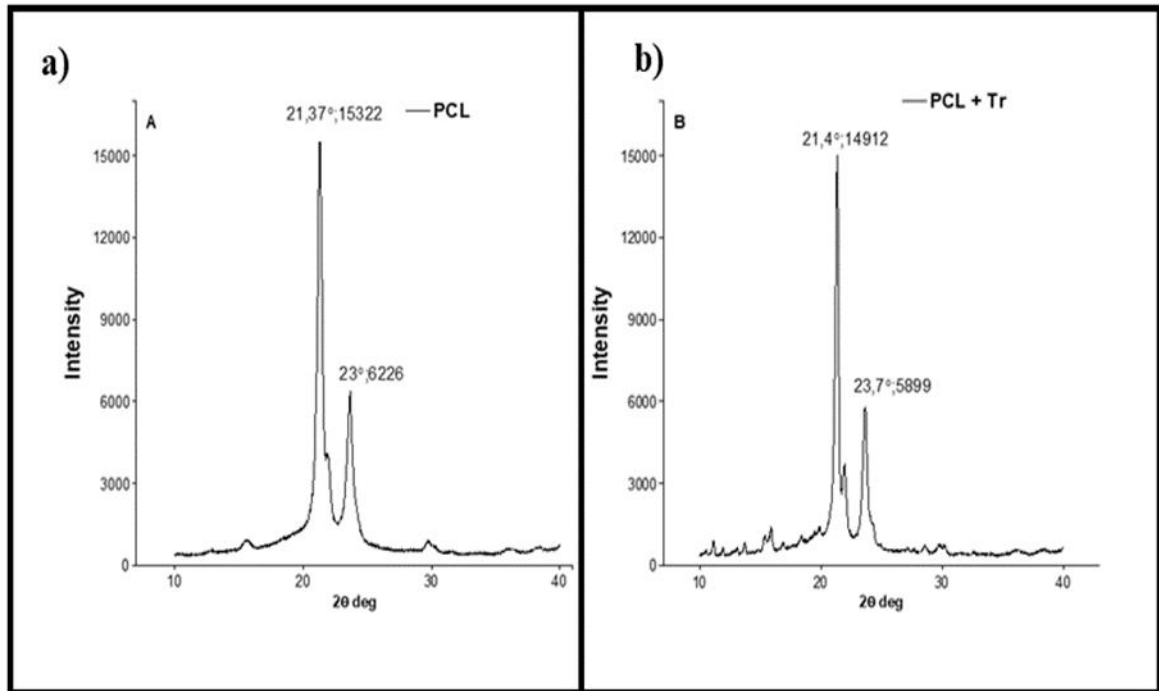 a)
A
21,37°;15322
PCL
23°;6226
15000
12000
9000
6000
3000
0
Intensity
10
20
30
40
2θ deg
b)
B
PCL + Tr
21,4°;14912
23,7°;5899
15000
12000
9000
6000
3000
0
Intensity
10
20
30
40
2θ deg